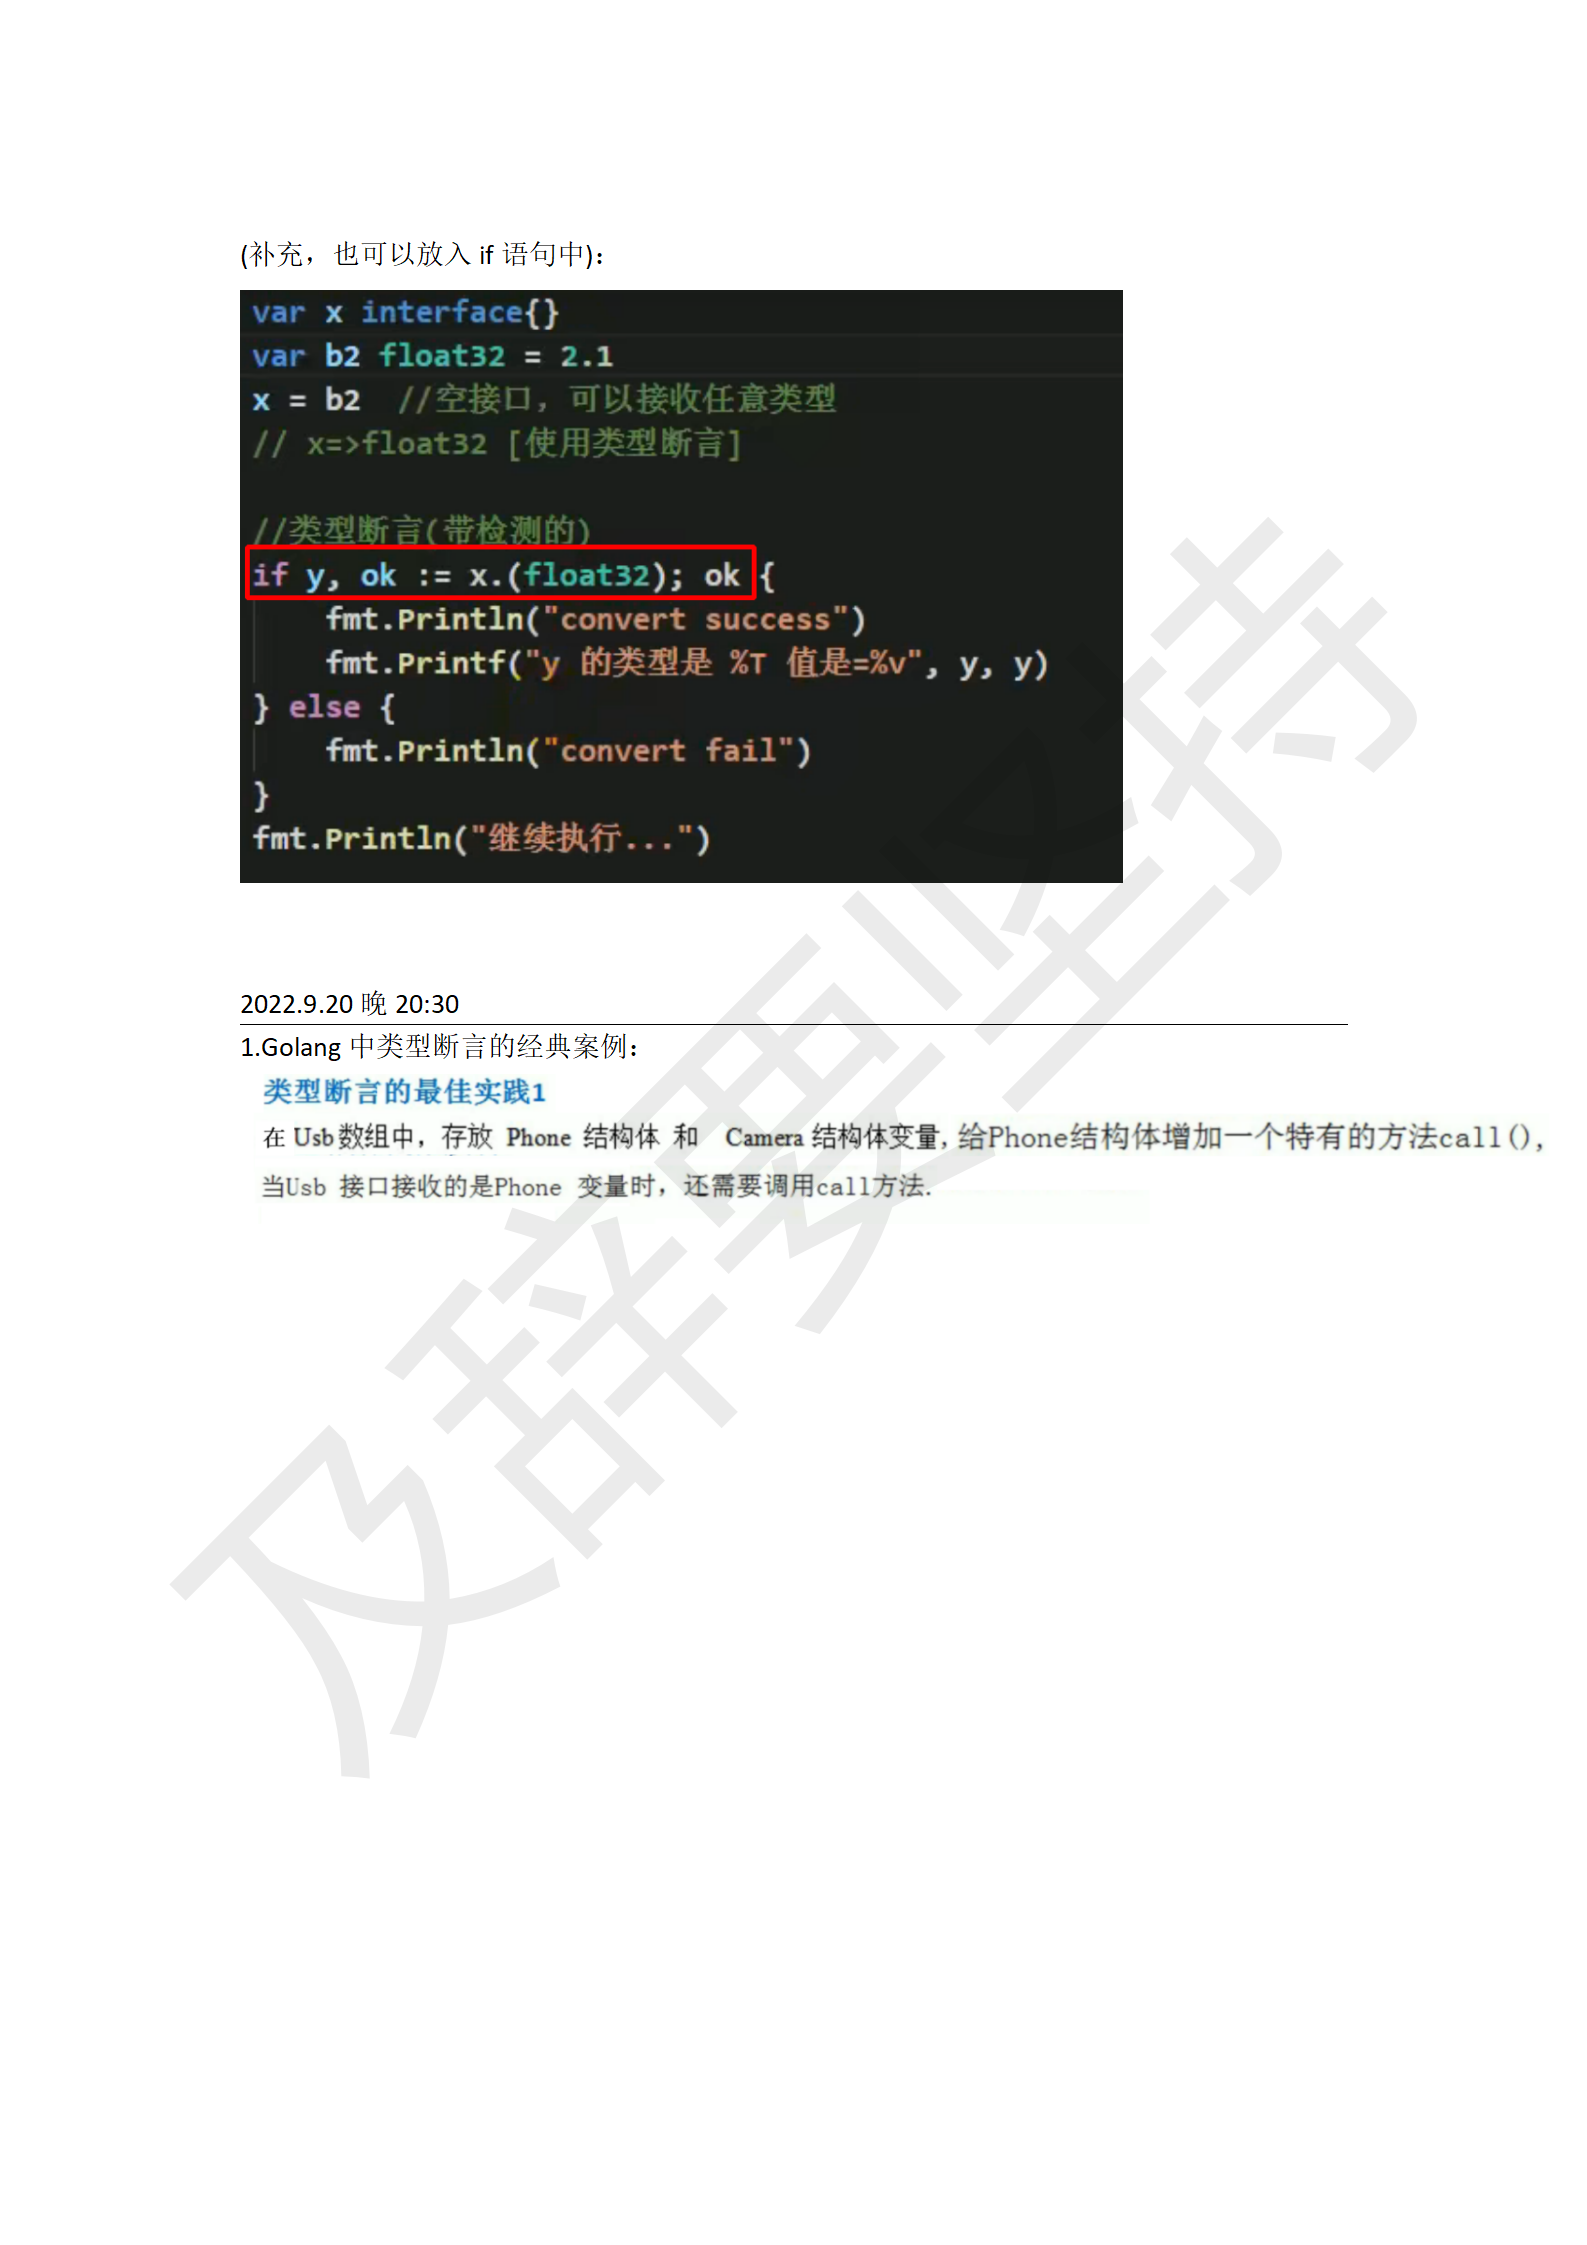 (补充，也可以放入 if 语句中)：
var x interface{}
var b2 float32 = 2.1
x = b2  //空接口，可以接收任意类型
// x=>float32 [使用类型断言]
//类型断言(带检测的)
if y, ok := x.(float32); ok {
    fmt.Println("convert success")
    fmt.Printf("y 的类型是 %T 值是=%v", y, y)
} else {
    fmt.Println("convert fail")
}
fmt.Println("继续执行...")
2022.9.20 晚 20:30
1.Golang 中类型断言的经典案例：
类型断言的最佳实践1
在 Usb 数组中，存放 Phone 结构体 和 Camera 结构体变量, 给Phone结构体增加一个特有的方法call(),
当Usb 接口接收的是Phone 变量时，还需要调用call方法.
及辞要坚持